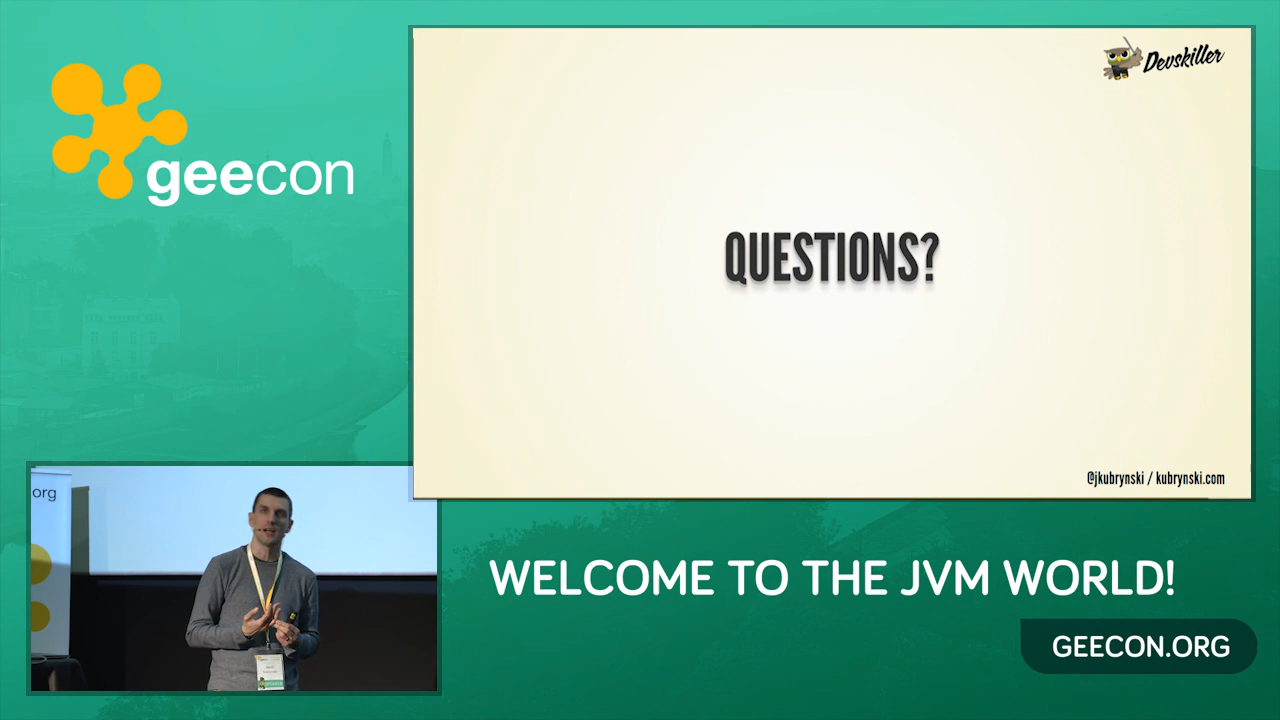 geecon
Devskiller
QUESTIONS?
@jkubrynski / kubrynski.com
org
WELCOME TO THE JVM WORLD!
GEECON.ORG